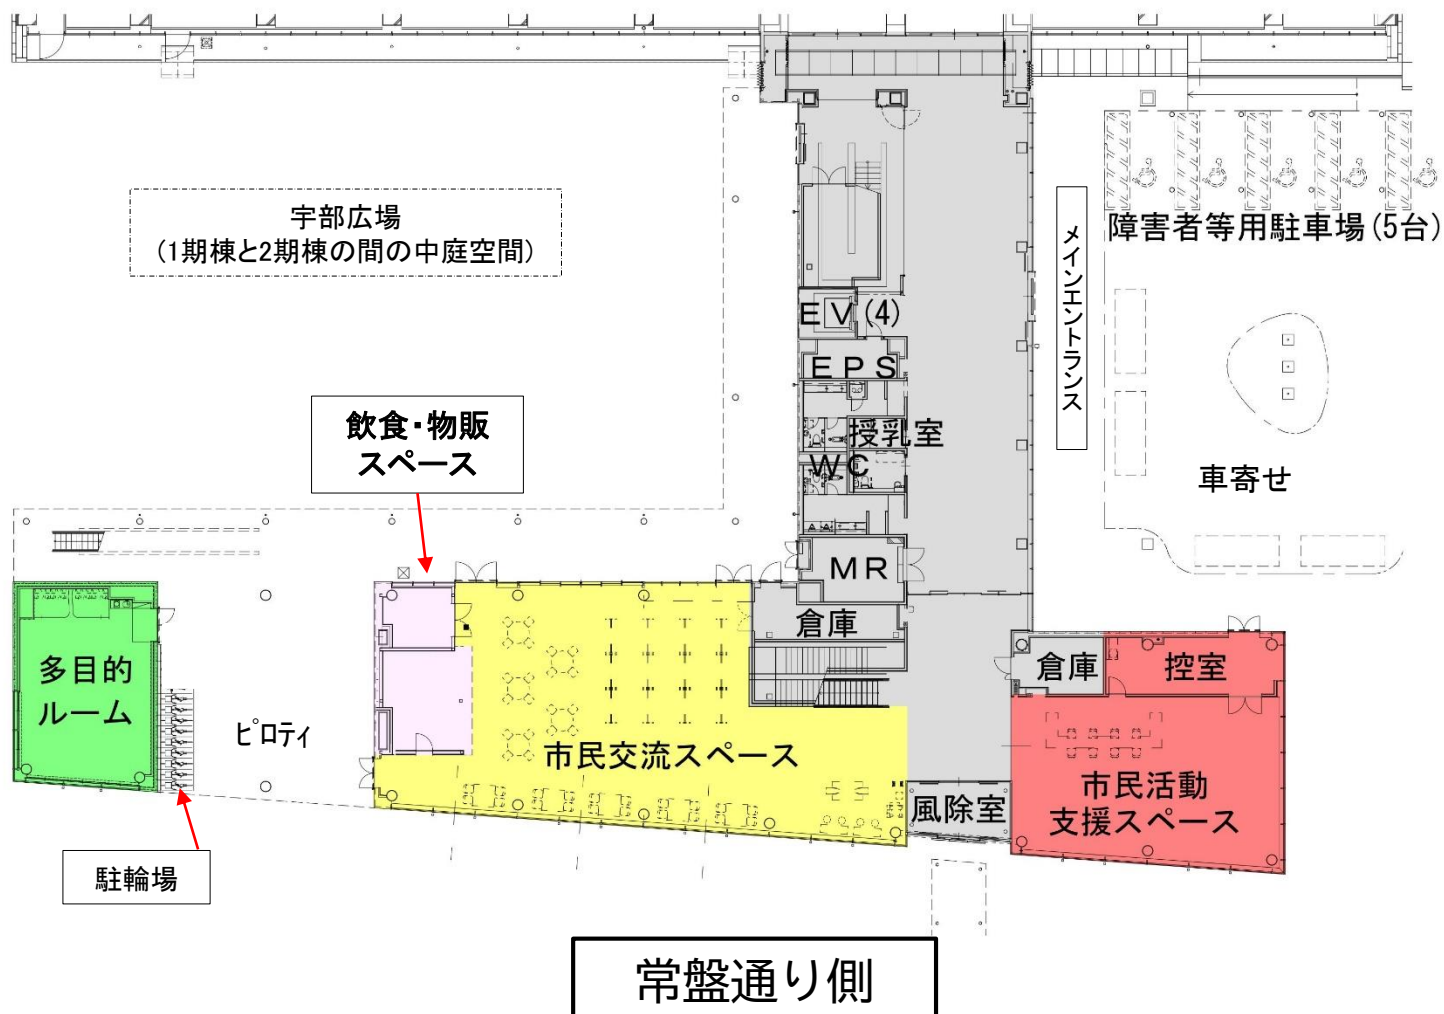 宇部広場
(1期棟と2期棟の間の中庭空間)
障害者等用駐車場(5台)
メインエントランス
EV(4)
EPS
授乳室
WC
飲食・物販
スペース
車寄せ
MR
倉庫
倉庫
控室
多目的
ルーム
ピロティ
市民交流スペース
風除室
市民活動
支援スペース
駐輪場
常盤通り側